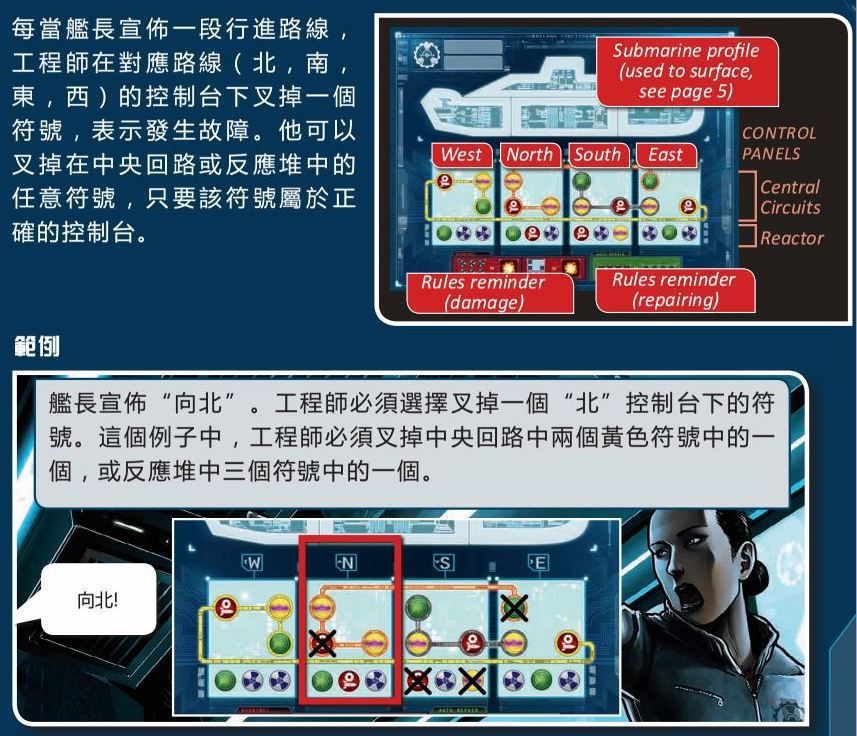 每當艦長宣佈一段行進路線，
工程師在對應路線（北，南，
東，西）的控制台下叉掉一個
符號，表示發生故障。他可以
叉掉在中央回路或反應堆中的
任意符號，只要該符號屬於正
確的控制台。
Submarine profile
(used to surface,
see page 5)
CONTROL
PANELS
West North South East
Central
Circuits
Reactor
Rules reminder
(damage)
Rules reminder
(repairing)
範例
艦長宣佈“向北”。工程師必須選擇叉掉一個“北”控制台下的符
號。這個例子中，工程師必須叉掉中央回路中兩個黃色符號中的一
個，或反應堆中三個符號中的一個。
W N S E
向北!